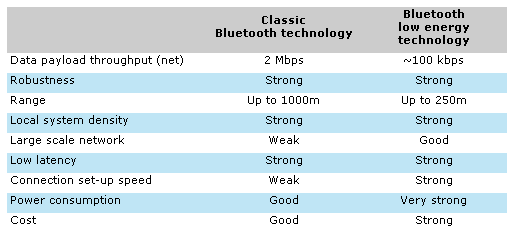 Classic
Bluetooth technology
Bluetooth
low energy
technology
Data payload throughput (net) 2 Mbps ~100 kbps
Robustness Strong Strong
Range Up to 1000m Up to 250m
Local system density Strong Strong
Large scale network Weak Good
Low latency Strong Strong
Connection set-up speed Weak Strong
Power consumption Good Very strong
Cost Good Strong